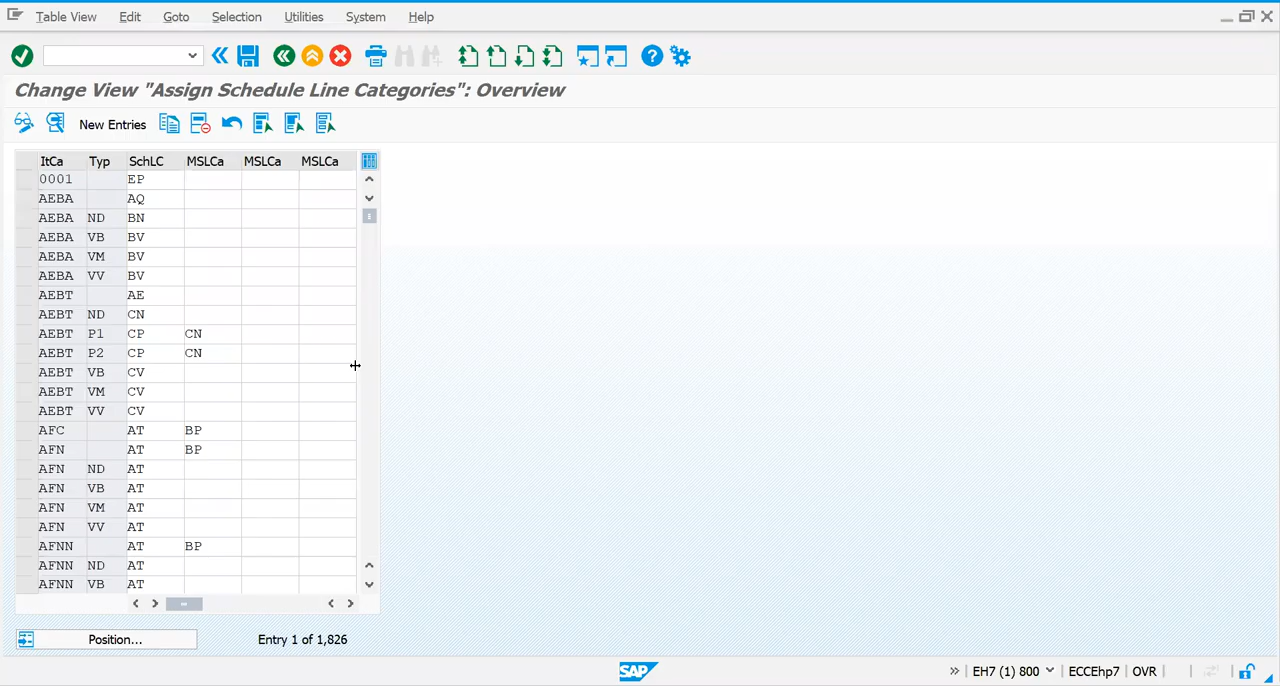 Table View Edit Goto Selection Utilities System Help
Change View "Assign Schedule Line Categories": Overview
New Entries
ItCa Typ SchLC MSLCa MSLCa MSLCa
0001 EP
AEBA AQ
AEBA ND BN
AEBA VB BV
AEBA VM BV
AEBA VV BV
AEBT AE
AEBT ND CN
AEBT P1 CP CN
AEBT P2 CP CN
AEBT VB CV
AEBT VM CV
AEBT VV CV
AFC AT BP
AFN AT BP
AFN ND AT
AFN VB AT
AFN VM AT
AFN VV AT
AFNN AT BP
AFNN ND AT
AFNN VB AT
Position... Entry 1 of 1,826
SAP EH7 (1) 800 ECCEhp7 OVR